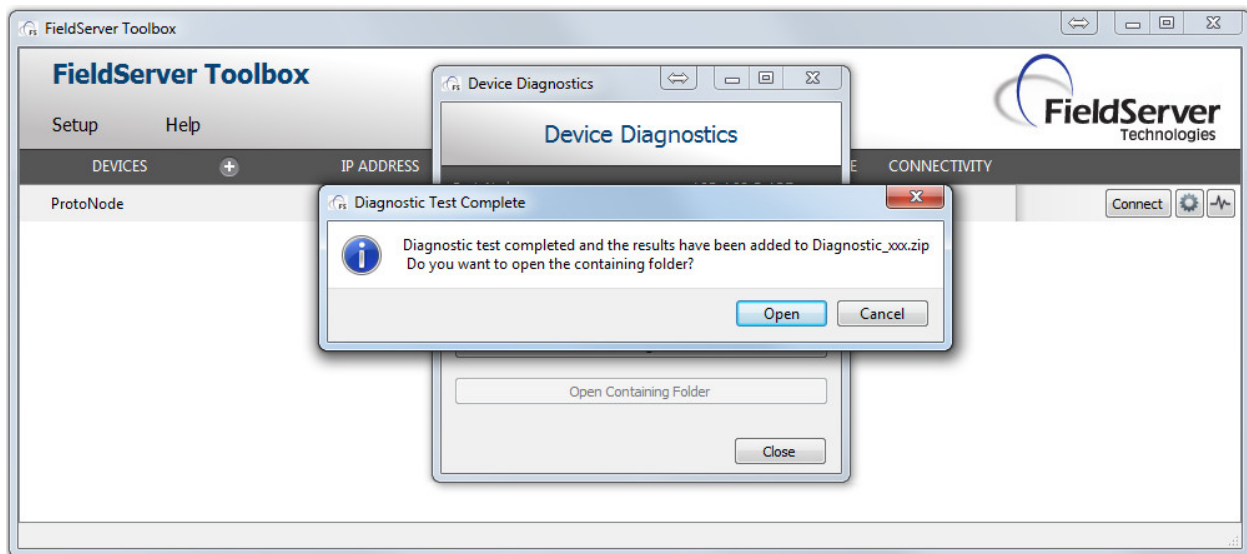 FieldServer Toolbox
FieldServer Toolbox
FieldServer
Technologies
Setup Help
DEVICES IP ADDRESS CONNECTIVITY
ProtoNode Connect
Device Diagnostics
Device Diagnostics
Diagnostic Test Complete
Diagnostic test completed and the results have been added to Diagnostic_xxx.zip
Do you want to open the containing folder?
Open Cancel
Open Containing Folder
Close